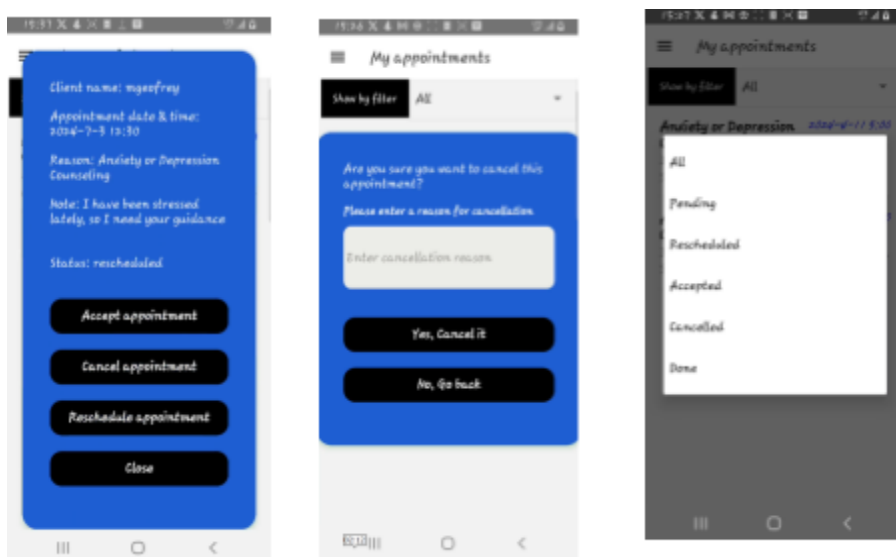 Client name: mgeofrey
Appointment date & time:
2024-7-3 12:30
Reason: Anxiety or Depression
Counseling
Note: I have been stressed
lately, so I need your guidance
Status: rescheduled
Accept appointment
Cancel appointment
Reschedule appointment
Close
My appointments
Show by filter All
Are you sure you want to cancel this
appointment?
Please enter a reason for cancellation
Enter cancellation reason
Yes, Cancel it
No, Go back
My appointments
Show by filter All
Anxiety or Depression
All
Pending
Rescheduled
Accepted
Cancelled
Done